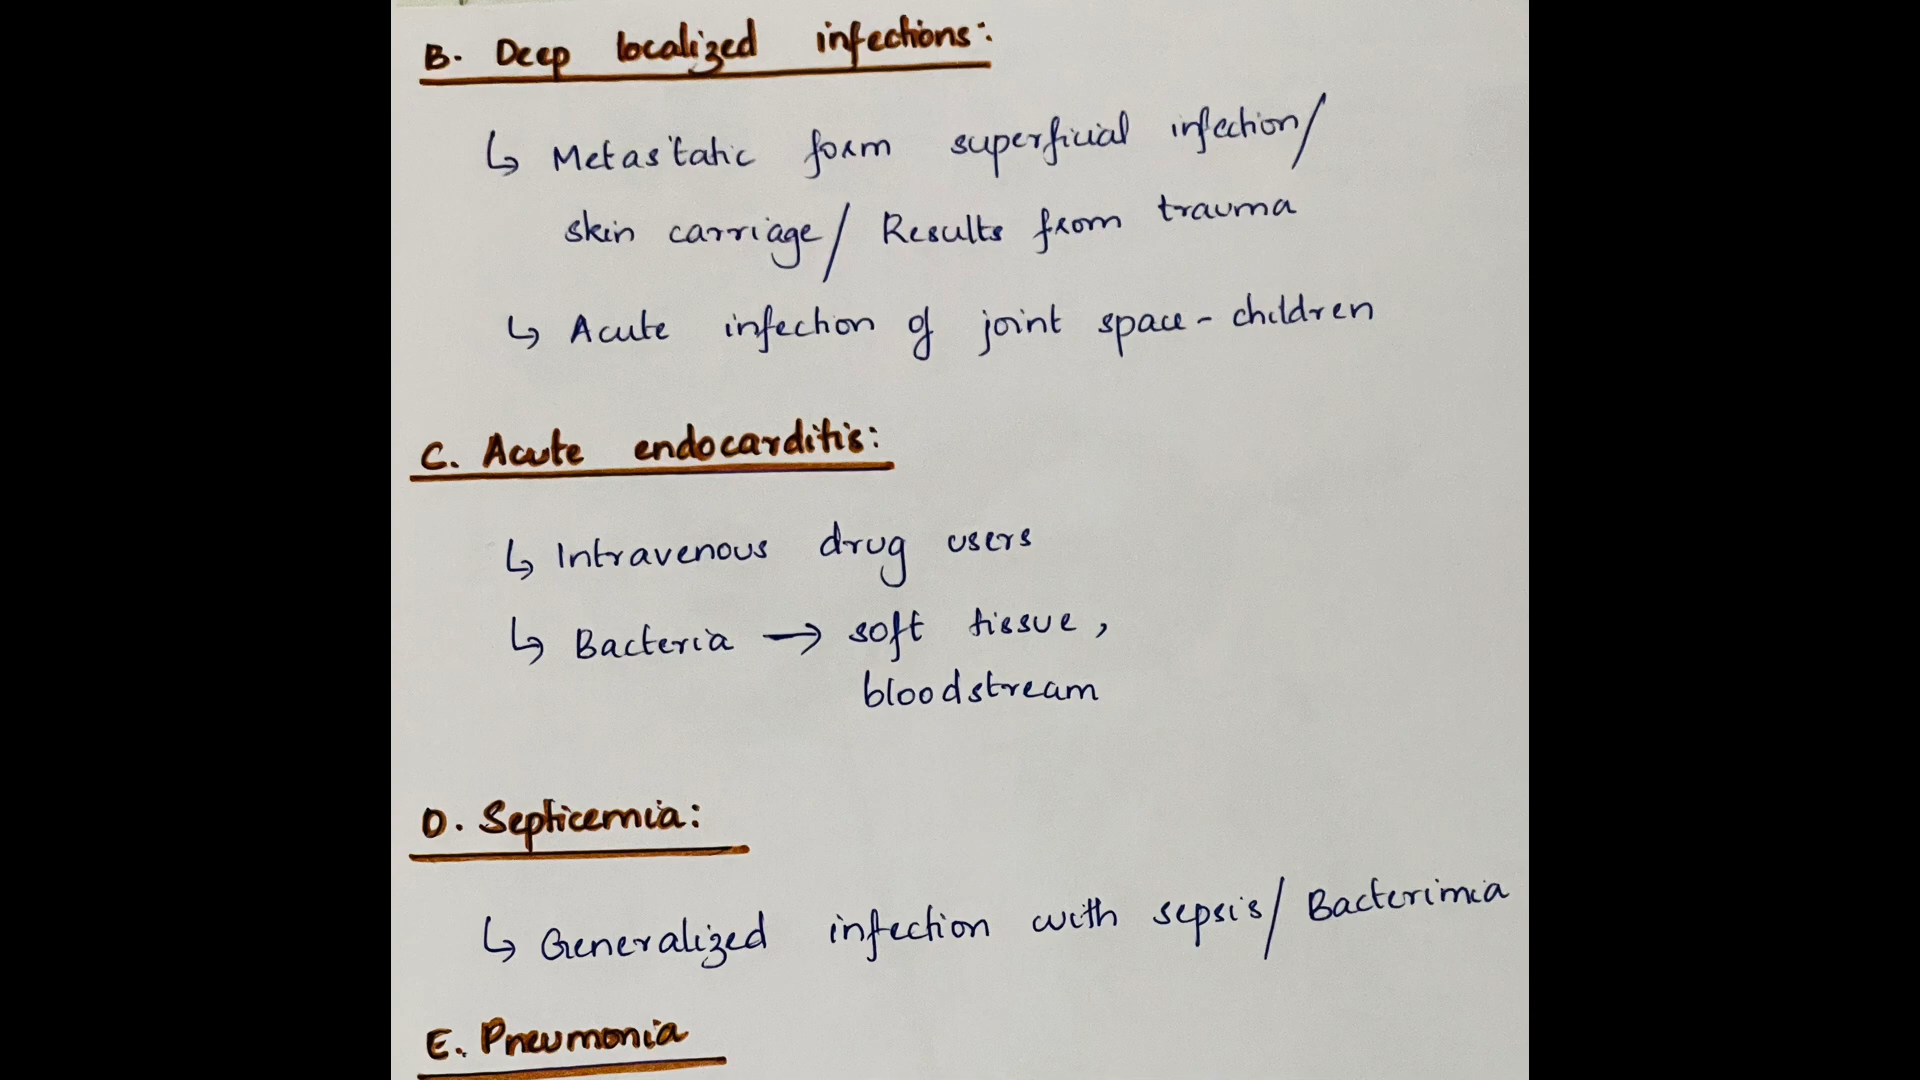 B. Deep localized infections:
↳ Metastatic form superficial infection/
skin carriage/ Results from trauma
↳ Acute infection of joint space - children
C. Acute endocarditis:
↳ Intravenous drug users
↳ Bacteria → soft tissue,
bloodstream
D. Septicemia:
↳ Generalized infection with sepsis/ Bacterimia
E. Pneumonia